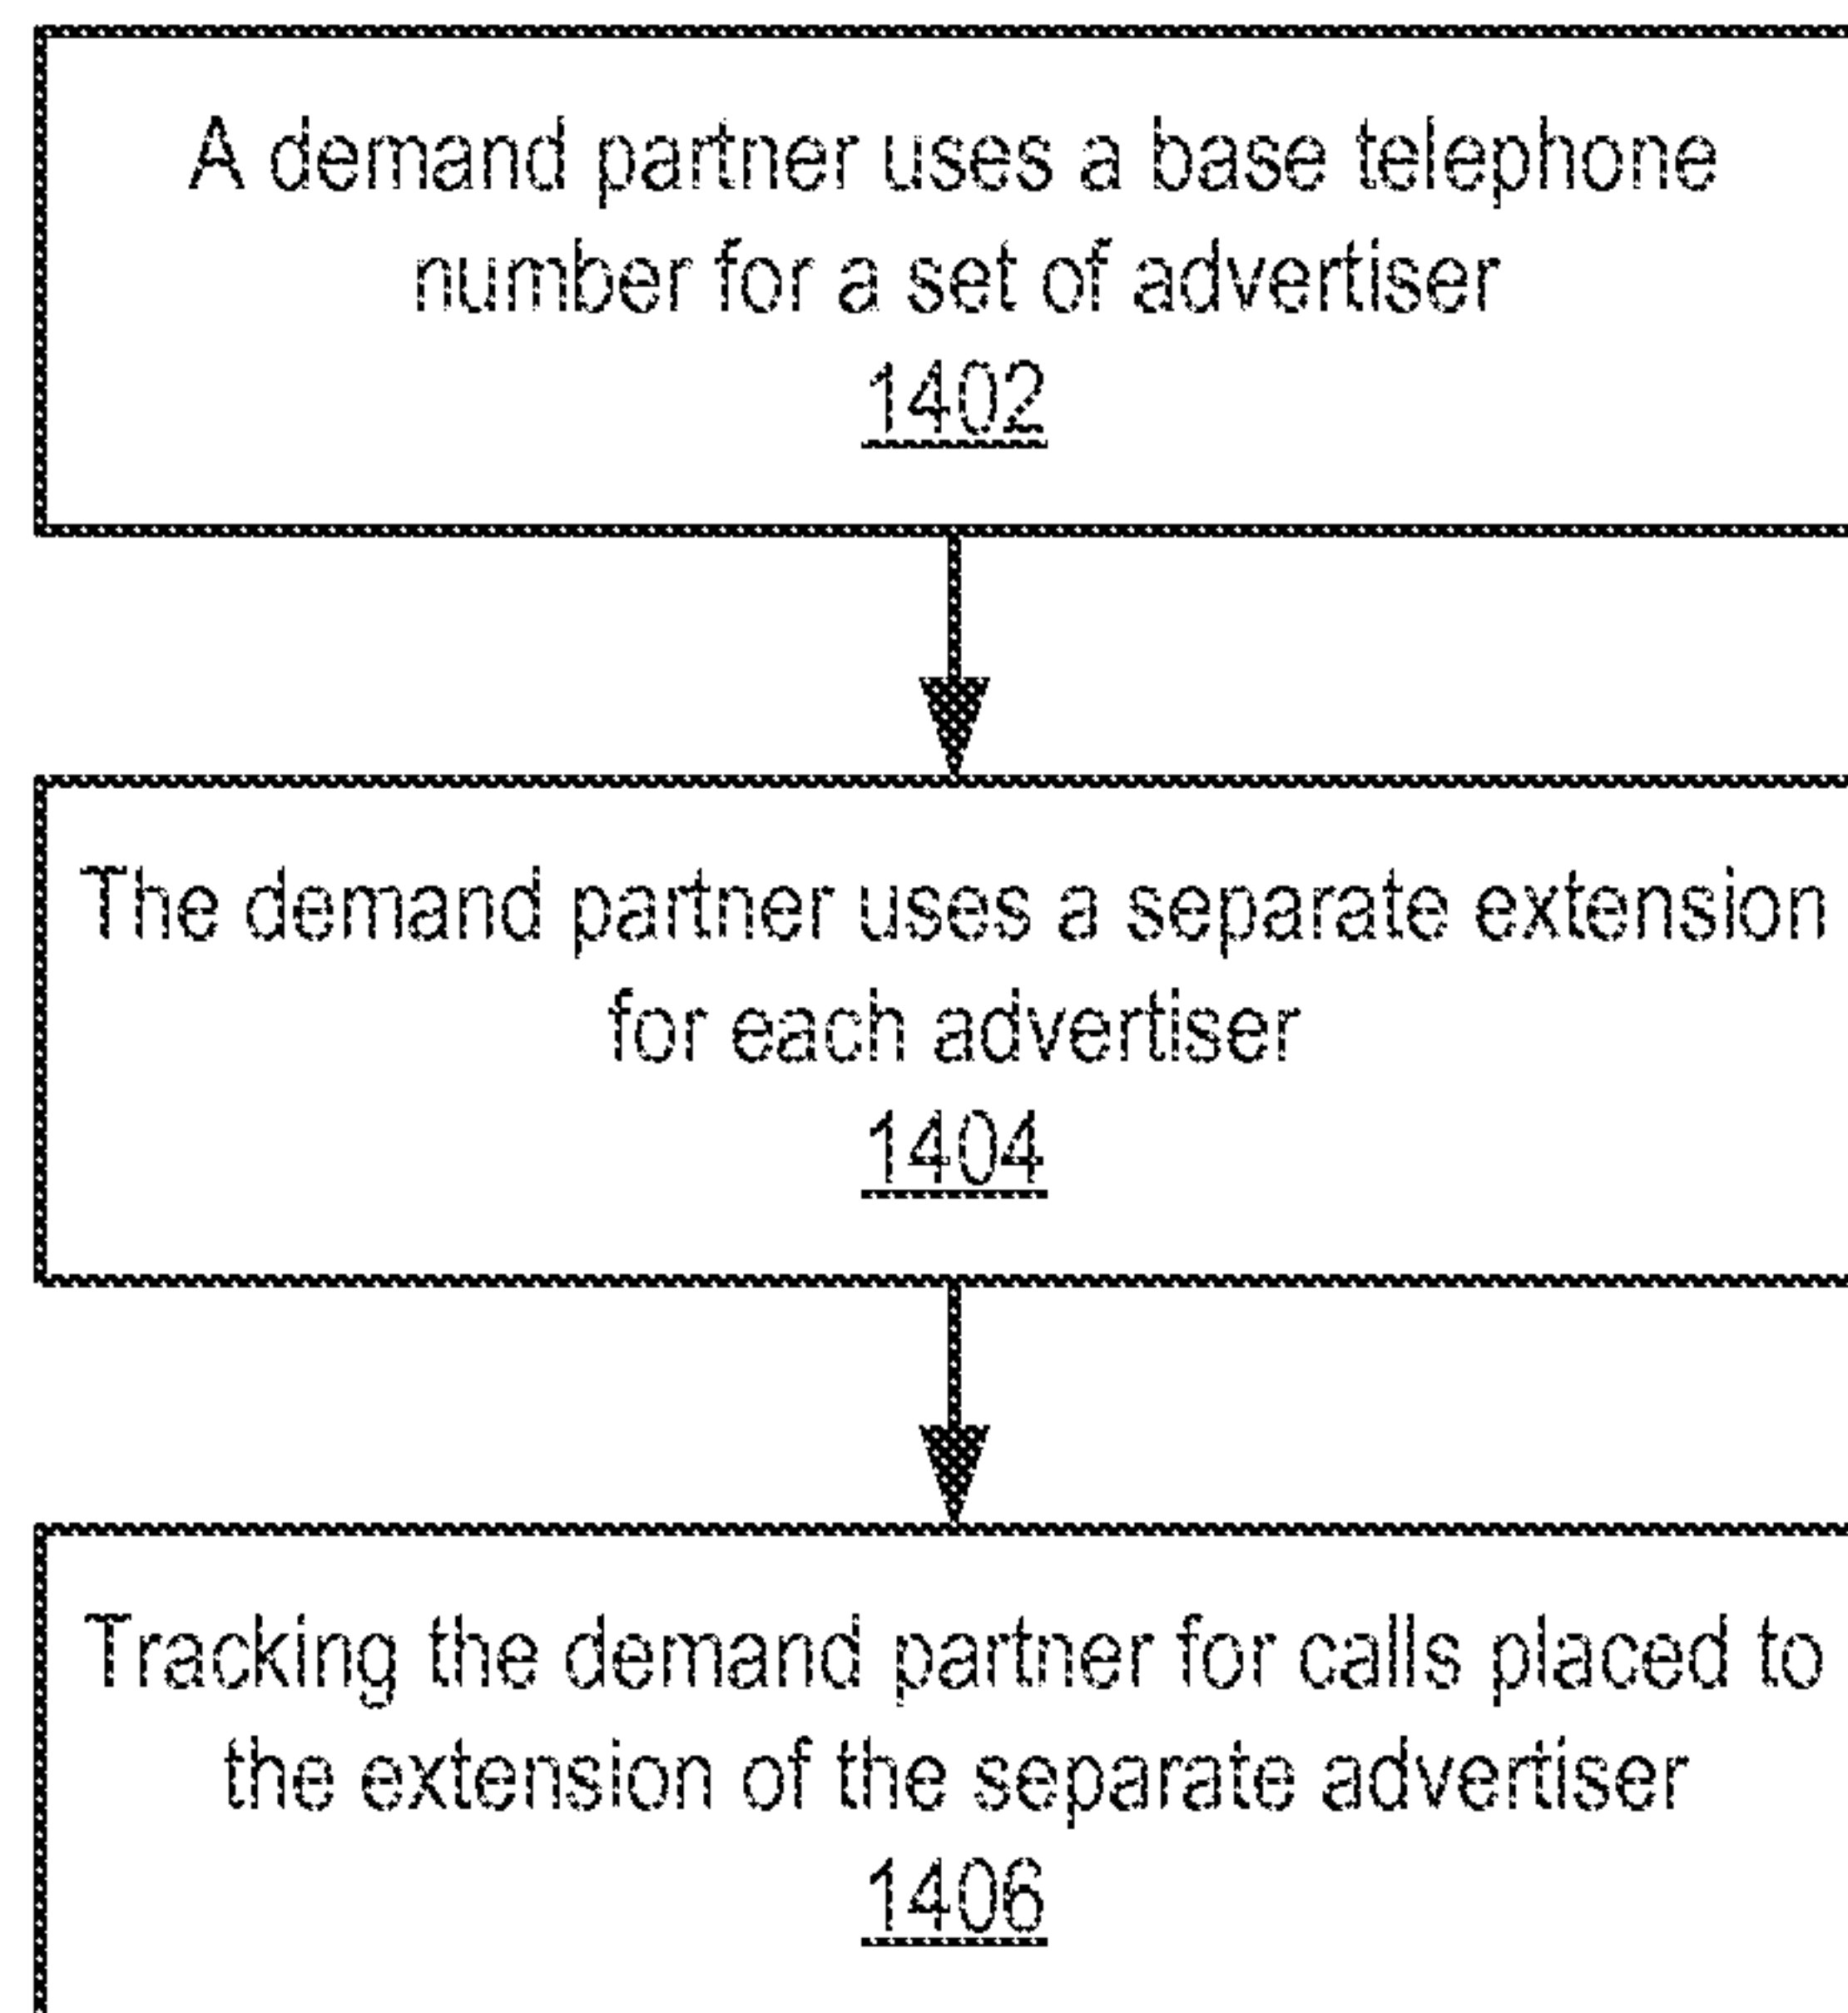 A demand partner uses a base telephone
number for a set of advertiser
1402
The demand partner uses a separate extension
for each advertiser
1404
Tracking the demand partner for calls placed to
the extension of the separate advertiser
1406